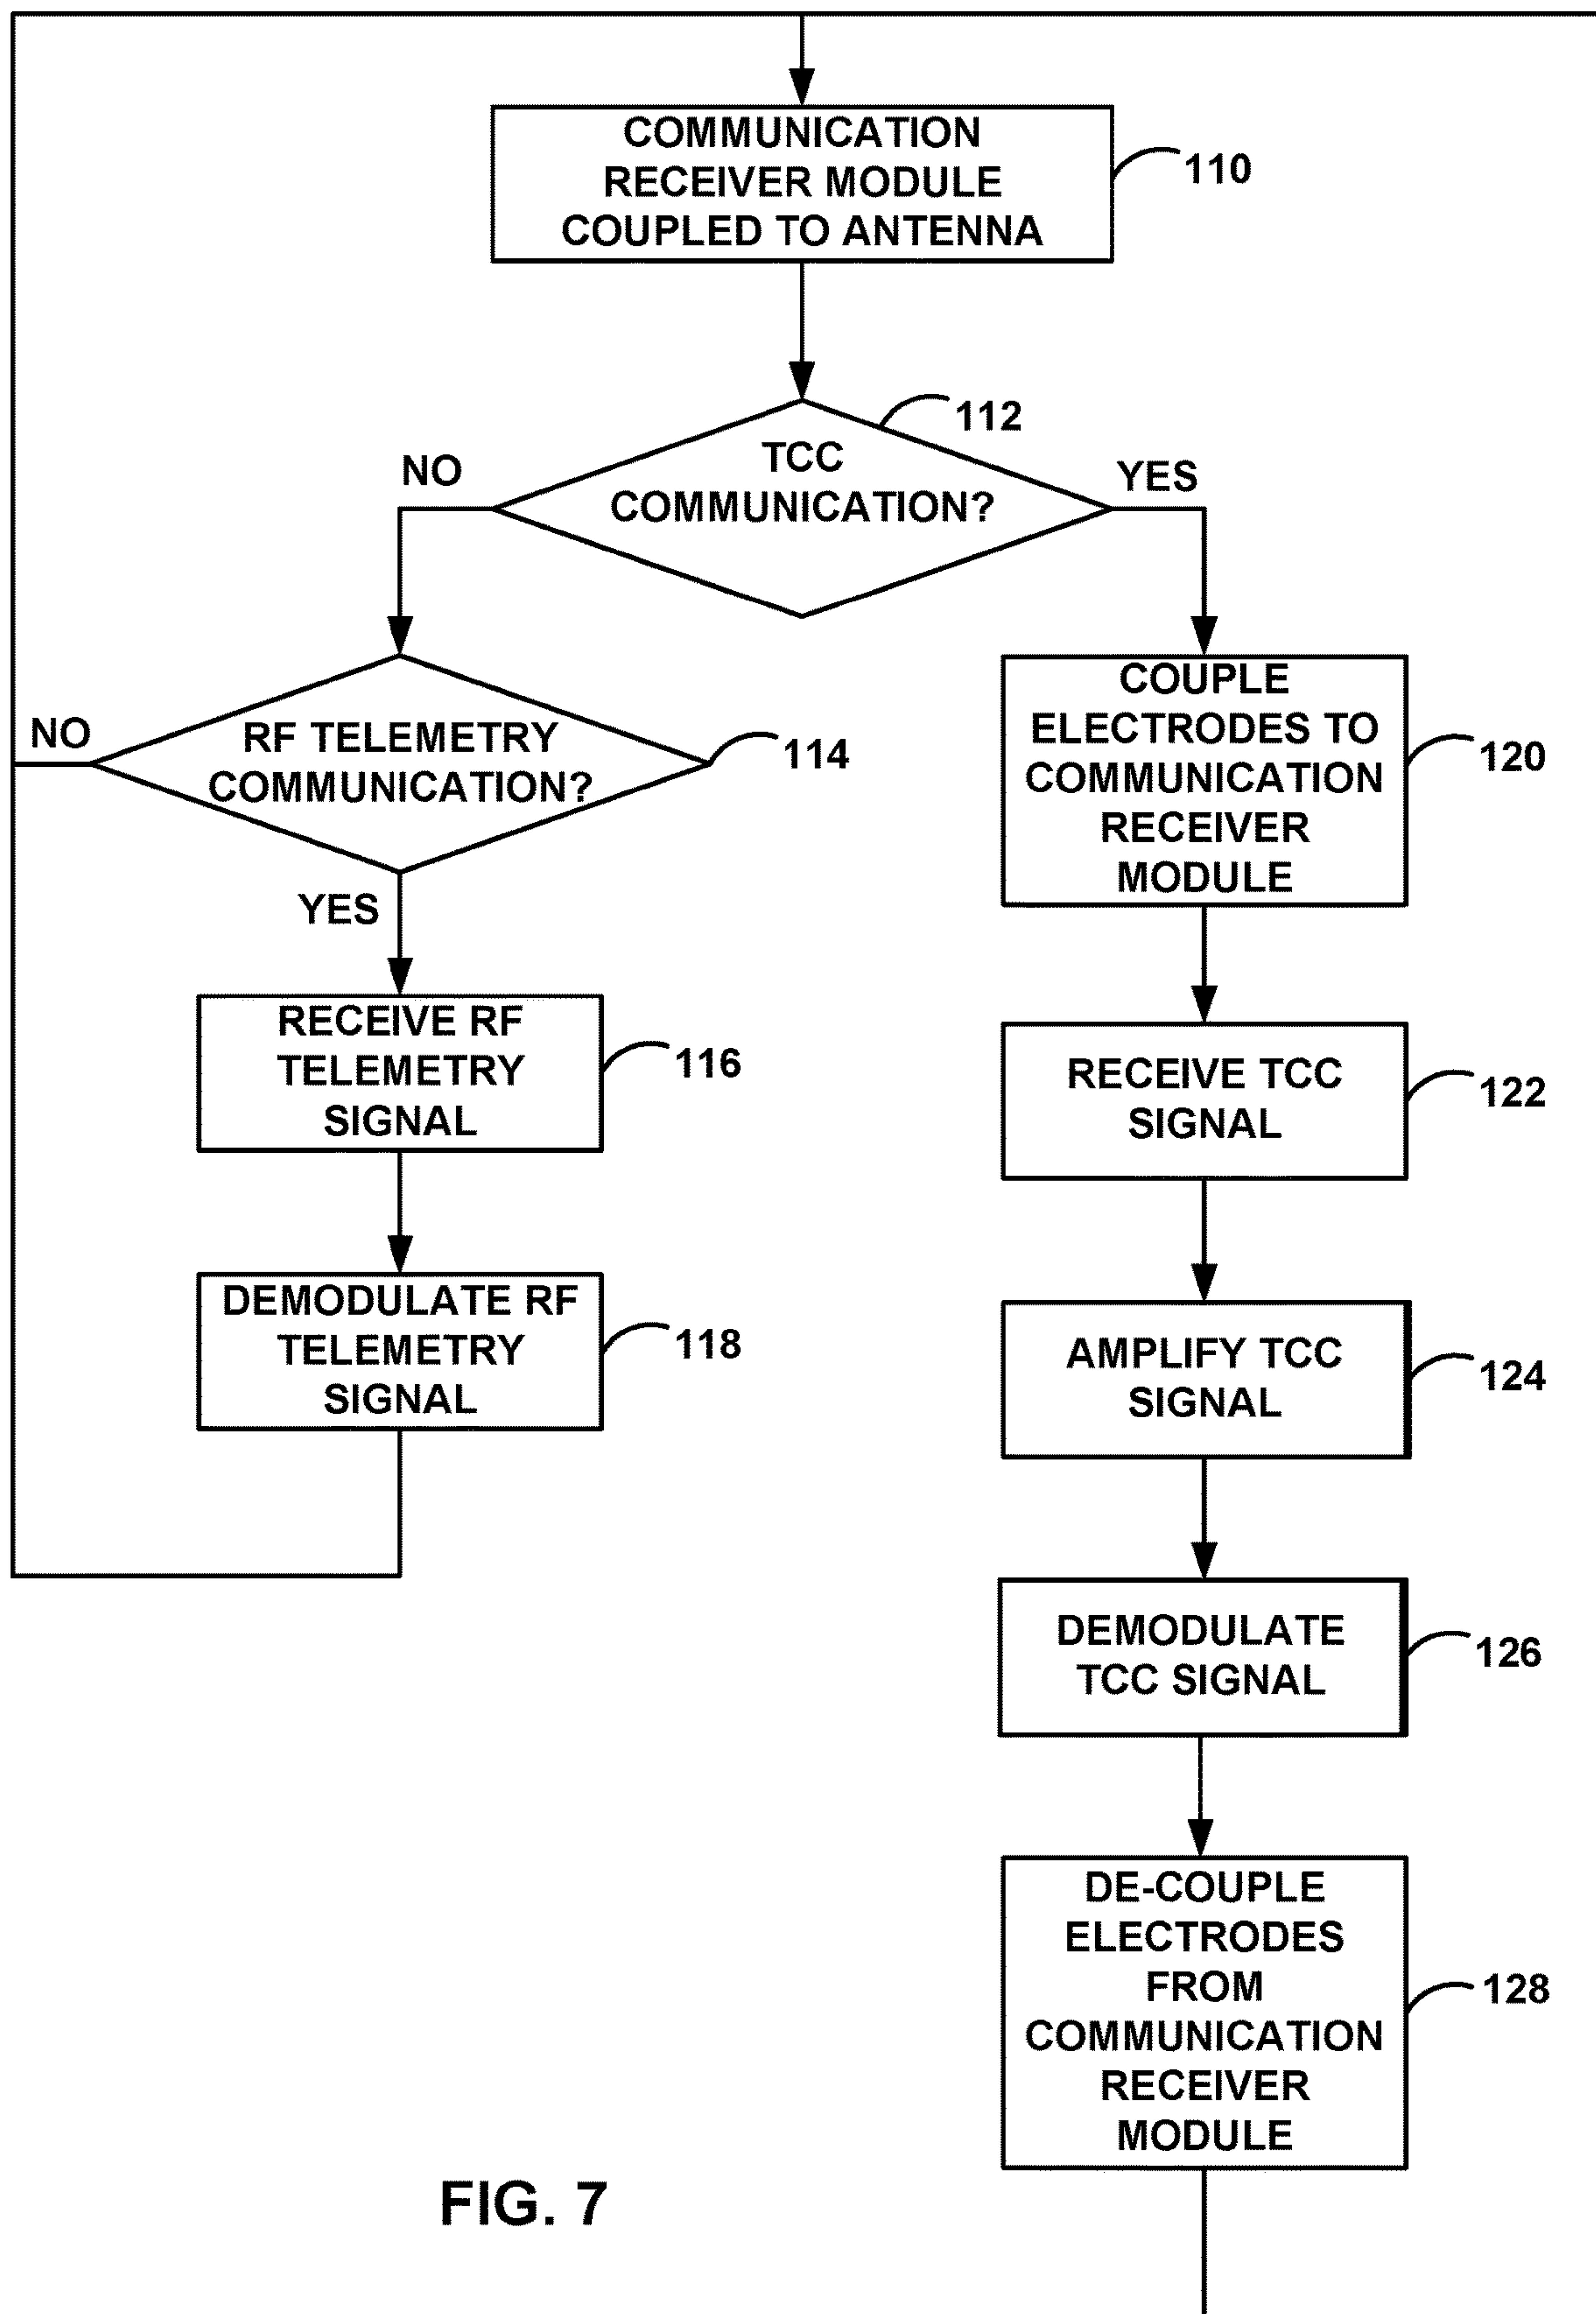 COMMUNICATION
RECEIVER MODULE
COUPLED TO ANTENNA
110
112
TCC
COMMUNICATION?
NO
YES
RF TELEMETRY
COMMUNICATION?
114
NO
YES
RECEIVE RF
TELEMETRY
SIGNAL
116
DEMODULATE RF
TELEMETRY
SIGNAL
118
COUPLE
ELECTRODES TO
COMMUNICATION
RECEIVER
MODULE
120
RECEIVE TCC
SIGNAL
122
AMPLIFY TCC
SIGNAL
124
DEMODULATE
TCC SIGNAL
126
DE-COUPLE
ELECTRODES
FROM
COMMUNICATION
RECEIVER
MODULE
128
FIG. 7